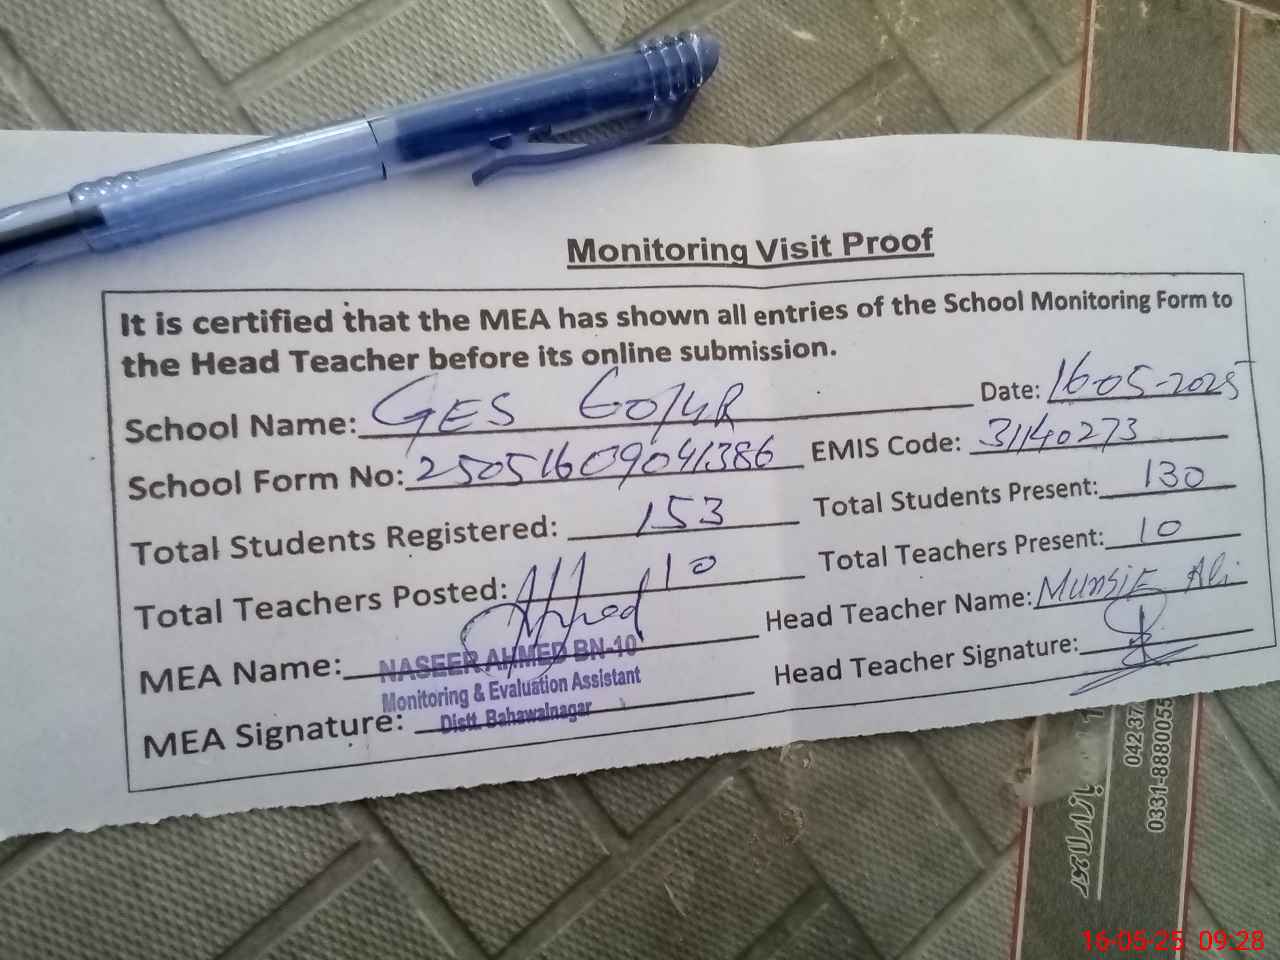 Monitoring Visit Proof
It is certified that the MEA has shown all entries of the School Monitoring Form to
the Head Teacher before its online submission.
School Name: GES Date: 16-05-2025
School Form No: 25051609041386 EMIS Code: 31140273
Total Students Registered: 153 Total Students Present: 130
Total Teachers Posted: 10 Total Teachers Present: 10
MEA Name: NASEER AHMED BN-10 Head Teacher Name: Munsif Ali
Monitoring & Evaluation Assistant
MEA Signature: Distt. Bahawalnagar Head Teacher Signature:
04237
0331-8880055
16-05-25 09:28